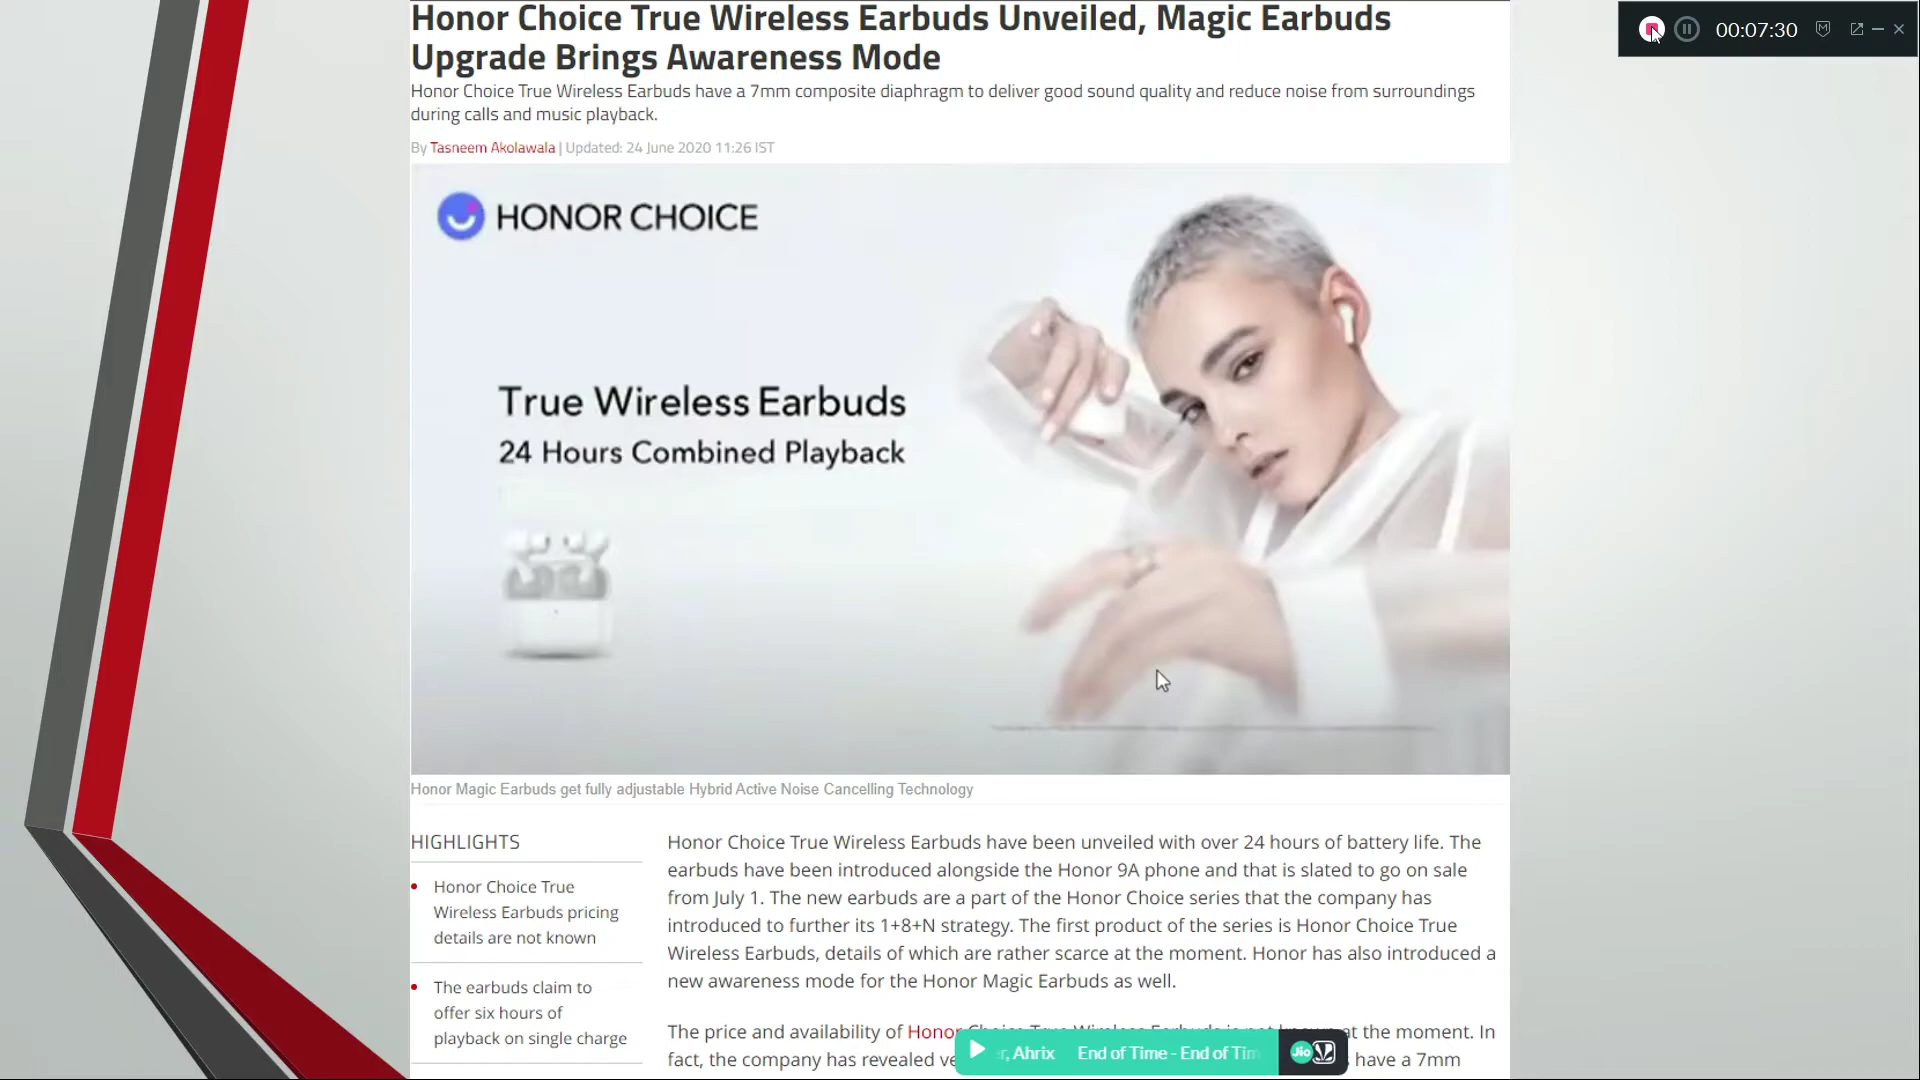 Honor Choice True Wireless Earbuds Unveiled, Magic Earbuds
Upgrade Brings Awareness Mode
00:07:30
Honor Choice True Wireless Earbuds have a 7mm composite diaphragm to deliver good sound quality and reduce noise from surroundings
during calls and music playback.
By Tasneem Akolawala | Updated: 24 June 2020 11:26 IST
HONOR CHOICE
True Wireless Earbuds
24 Hours Combined Playback
Honor Magic Earbuds get fully adjustable Hybrid Active Noise Cancelling Technology
HIGHLIGHTS
Honor Choice True
Wireless Earbuds pricing
details are not known
The earbuds claim to
offer six hours of
playback on single charge
Honor Choice True Wireless Earbuds have been unveiled with over 24 hours of battery life. The
earbuds have been introduced alongside the Honor 9A phone and that is slated to go on sale
from July 1. The new earbuds are a part of the Honor Choice series that the company has
introduced to further its 1+8+N strategy. The first product of the series is Honor Choice True
Wireless Earbuds, details of which are rather scarce at the moment. Honor has also introduced a
new awareness mode for the Honor Magic Earbuds as well.
The price and availability of Honor Choice True Wireless Earbuds is not known at the moment. In
fact, the company has revealed have a 7mm
Ahrix End of Time - End of
Jio